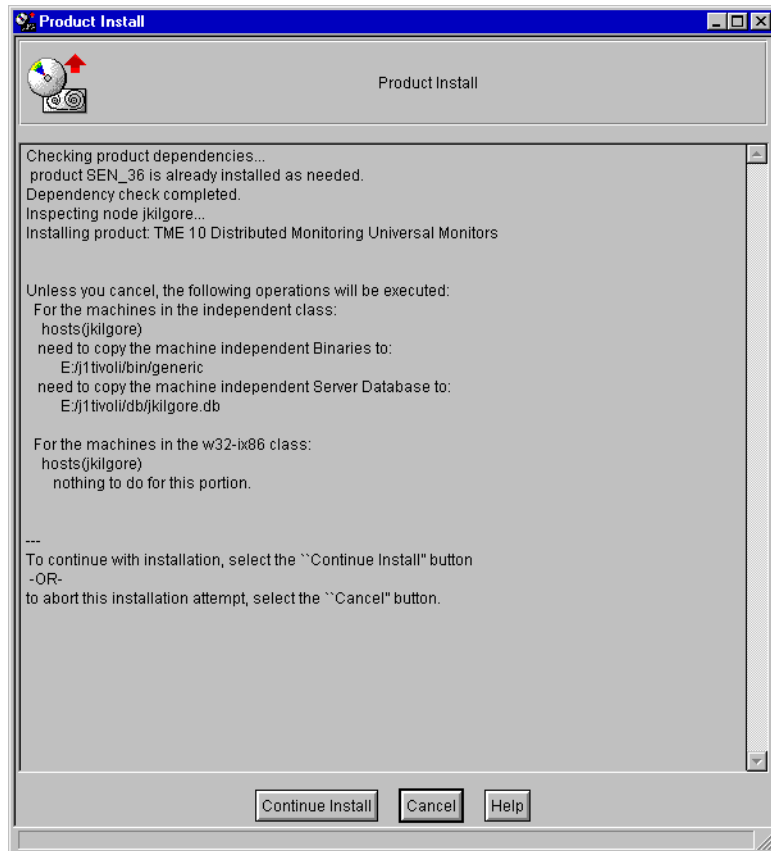 Product Install
Product Install
Checking product dependencies...
product SEN_36 is already installed as needed.
Dependency check completed.
Inspecting node jkilgore...
Installing product: TME 10 Distributed Monitoring Universal Monitors
Unless you cancel, the following operations will be executed:
For the machines in the independent class:
hosts(jkilgore)
need to copy the machine independent Binaries to:
E:/j1tivoli/bin/generic
need to copy the machine independent Server Database to:
E:/j1tivoli/db/jkilgore.db
For the machines in the w32-ix86 class:
hosts(jkilgore)
nothing to do for this portion.
---
To continue with installation, select the ``Continue Install'' button
-OR-
to abort this installation attempt, select the ``Cancel'' button.
Continue Install Cancel Help